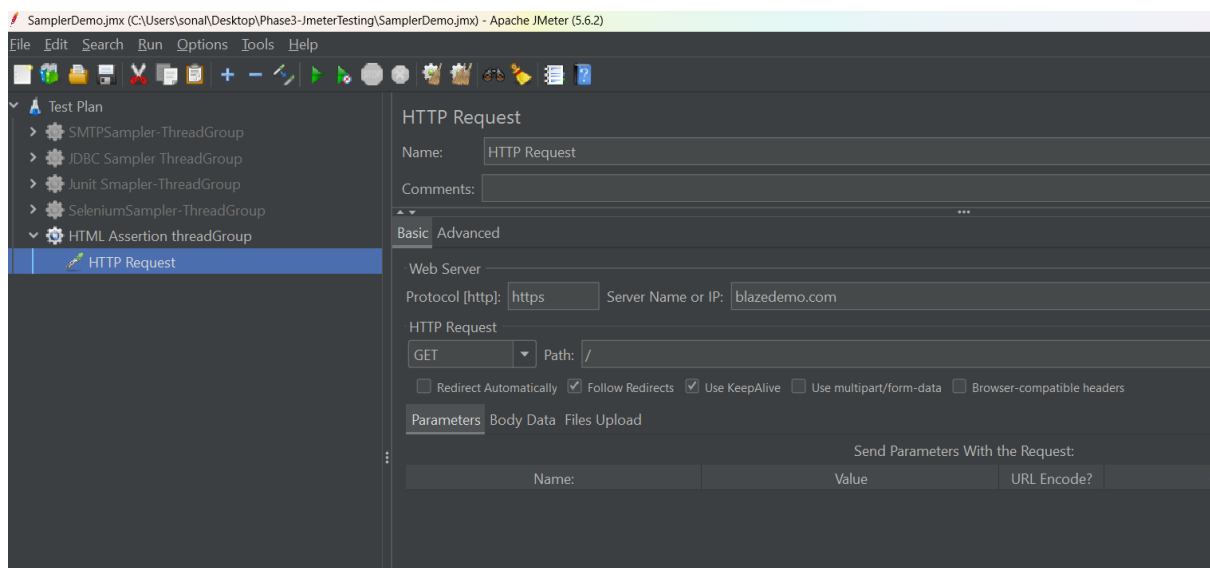 SamplerDemo.jmx (C:\Users\sonal\Desktop\Phase3-JmeterTesting\SamplerDemo.jmx) - Apache JMeter (5.6.2)
File Edit Search Run Options Tools Help
Test Plan
SMTPSampler-ThreadGroup
JDBC Sampler ThreadGroup
Junit Smapler-ThreadGroup
SeleniumSampler-ThreadGroup
HTML Assertion threadGroup
HTTP Request
HTTP Request
Name: HTTP Request
Comments:
Basic Advanced
Web Server
Protocol [http]: https Server Name or IP: blazedemo.com
HTTP Request
GET Path: /
Redirect Automatically Follow Redirects Use KeepAlive Use multipart/form-data Browser-compatible headers
Parameters Body Data Files Upload
Send Parameters With the Request:
Name: Value URL Encode?